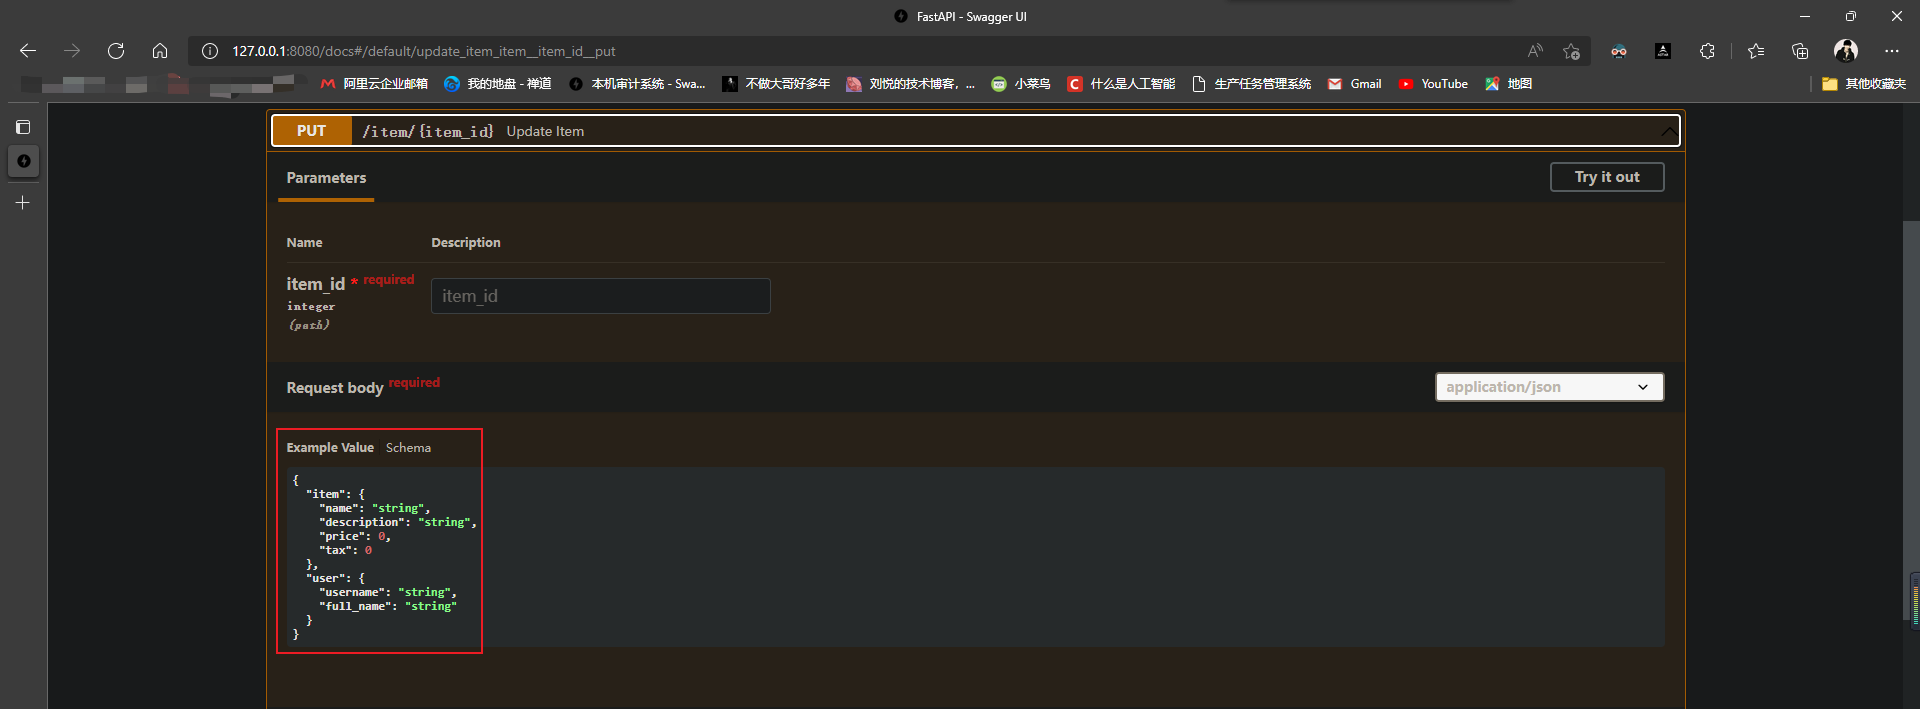 FastAPI - Swagger UI
127.0.0.1:8080/docs#/default/update_item_item__item_id__put
阿里云企业邮箱 我的地盘 - 禅道 本机审计系统 - Swa... 不做大哥好多年 刘悦的技术博客，... 小菜鸟 什么是人工智能 生产任务管理系统 Gmail YouTube 地图 其他收藏夹
PUT /item/{item_id} Update Item
Parameters Try it out
Name Description
item_id * required item_id
integer
(path)
Request body required application/json
Example Value Schema
{
"item": {
"name": "string",
"description": "string",
"price": 0,
"tax": 0
},
"user": {
"username": "string",
"full_name": "string"
}
}